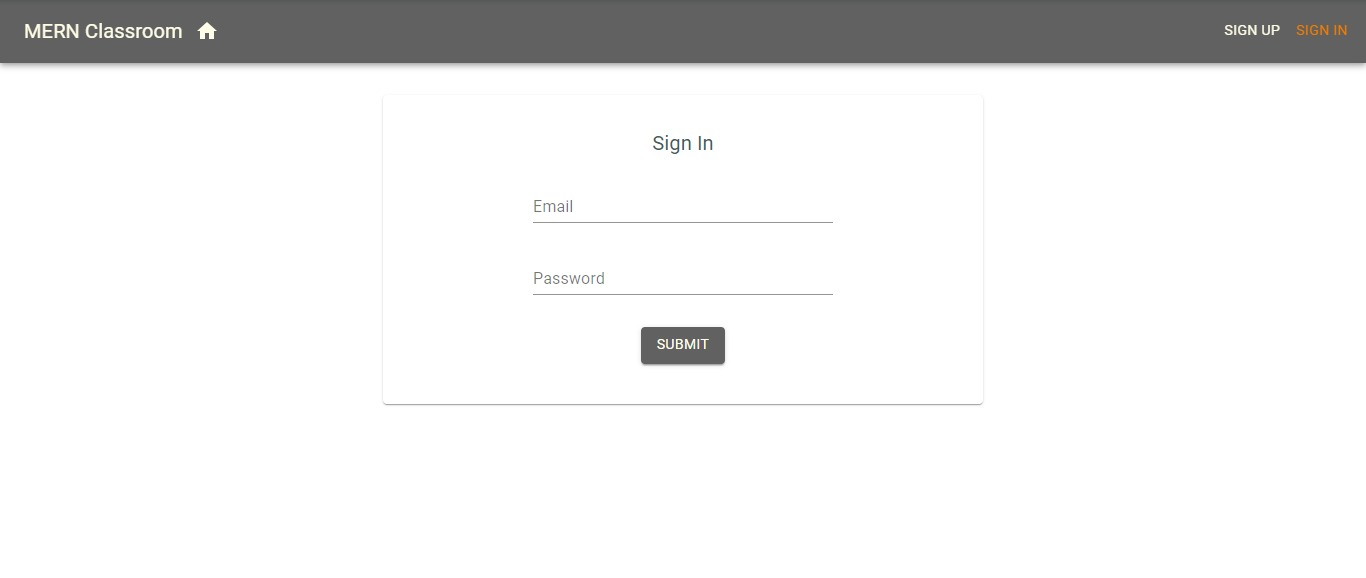 MERN Classroom
SIGN UP SIGN IN
Sign In
Email
Password
SUBMIT